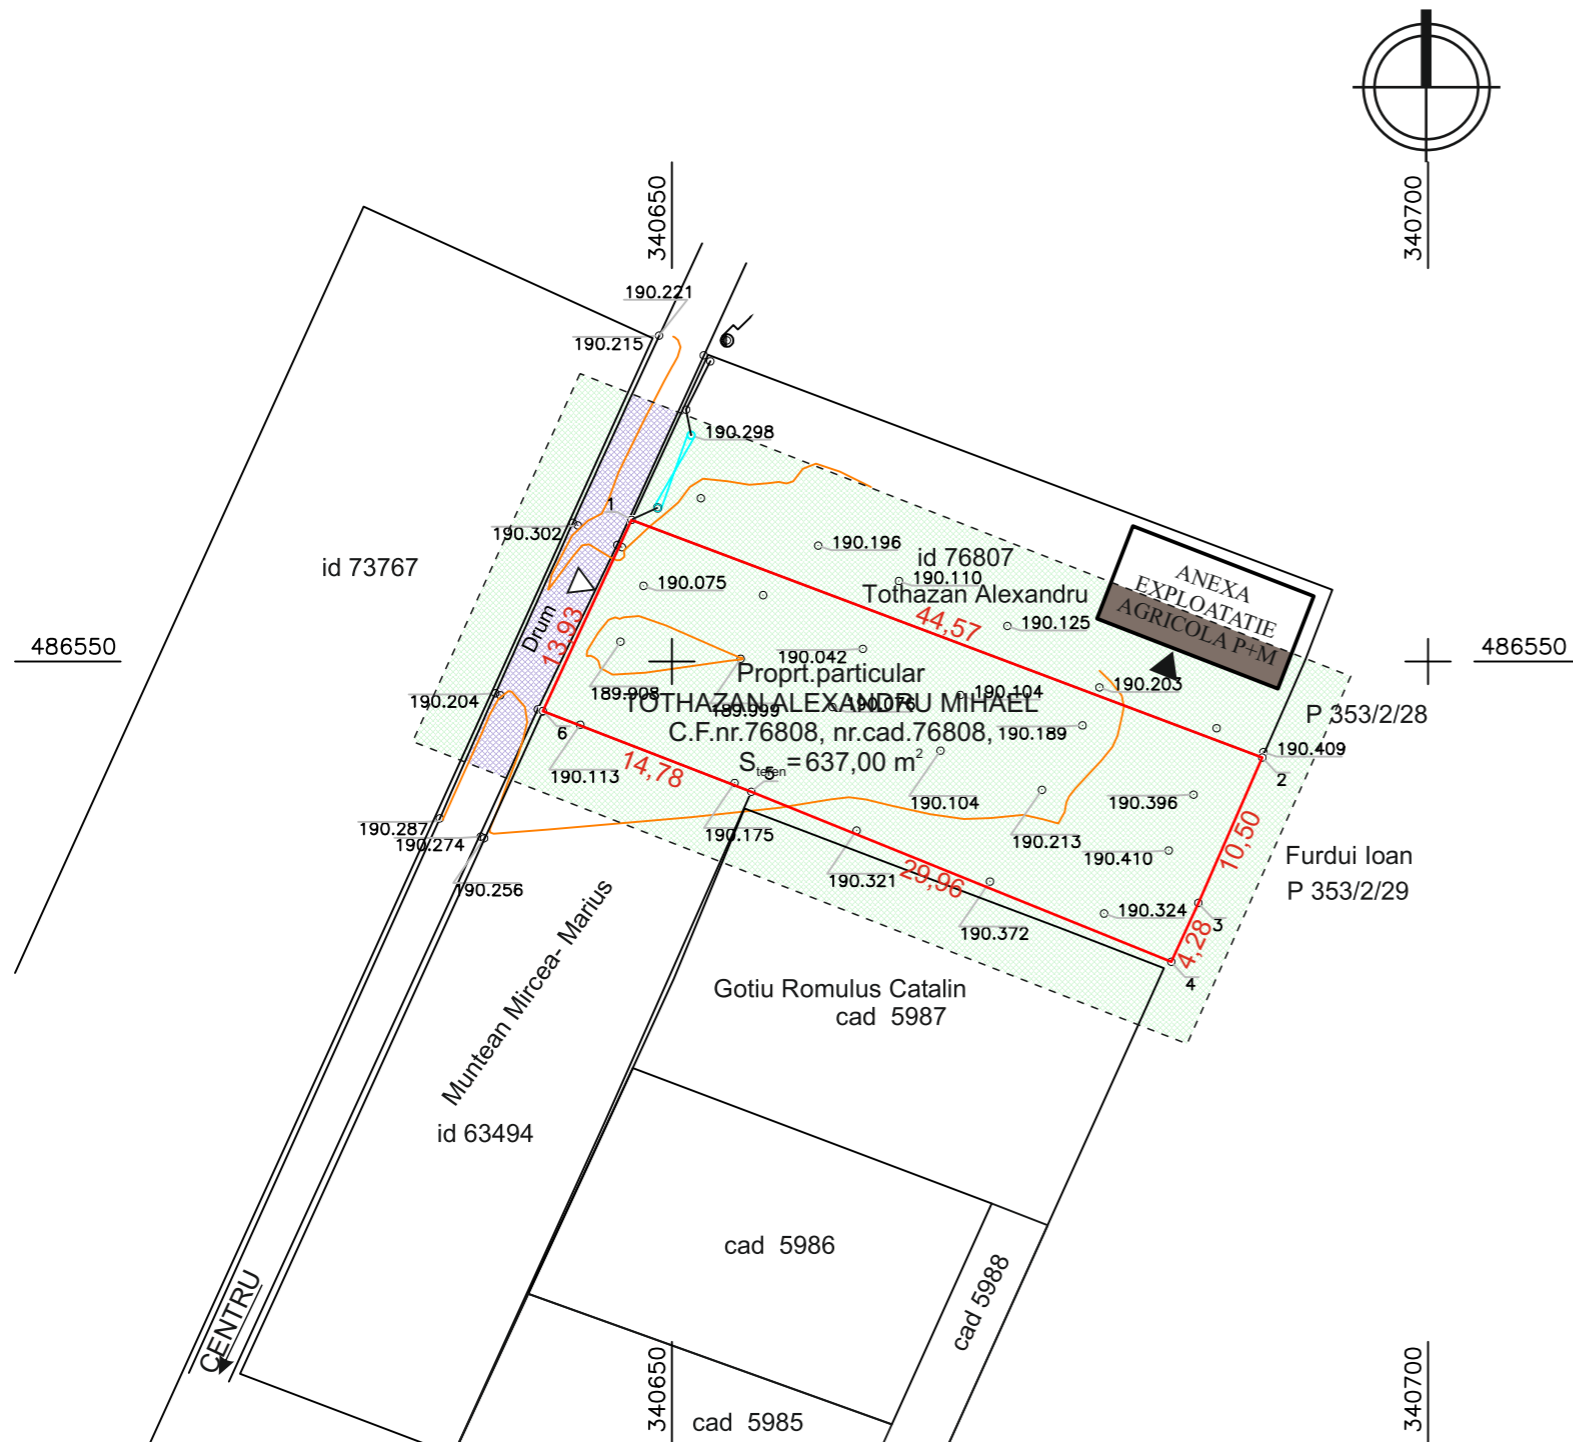 340650
340700
190.221
190.215
190.298
190.302
1
id 73767
190.196
id 76807
190.110
190.075
Tothazan Alexandru
ANEXA
EXPLOATATIE
AGRICOLA P+M
Drum
13,93
44,57
190.125
486550
486550
190.042
Proprt.particular
189.908
189.999
190.076
190.104
190.203
TOTHAZAN ALEXANDRU MIHAEL
190.204
6
C.F.nr.76808, nr.cad.76808,
190.189
P 353/2/28
190.409
2
S teren = 637,00 m²
190.113
14,78
5
190.104
190.396
190.287
190.274
190.175
190.213
190.410
10,50
Furdui Ioan
P 353/2/29
190.256
190.321
29,96
190.324
3
190.372
4,28
4
Muntean Mircea- Marius
id 63494
Gotiu Romulus Catalin
cad 5987
cad 5986
cad 5988
CENTRU
340650
340700
cad 5985